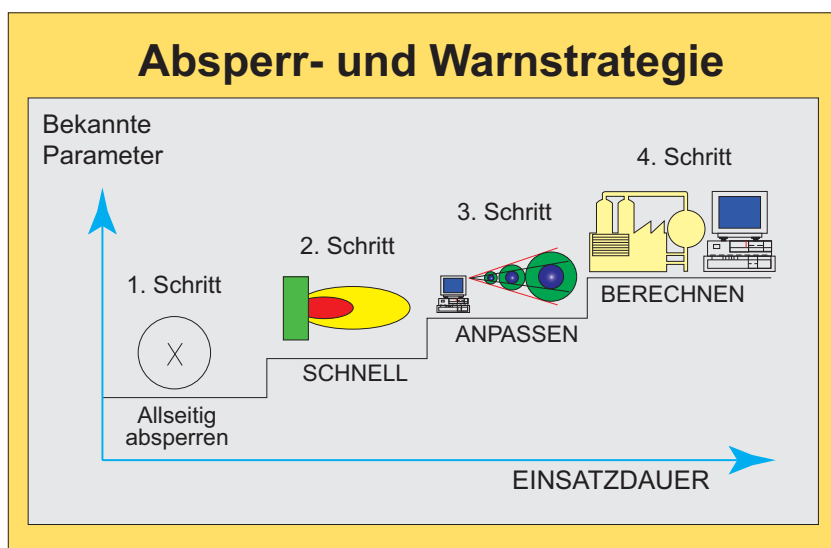 Absperr- und Warnstrategie
Bekannte
Parameter
4. Schritt
3. Schritt
2. Schritt
1. Schritt
X
BERECHNEN
ANPASSEN
SCHNELL
Allseitig
absperren
EINSATZDAUER